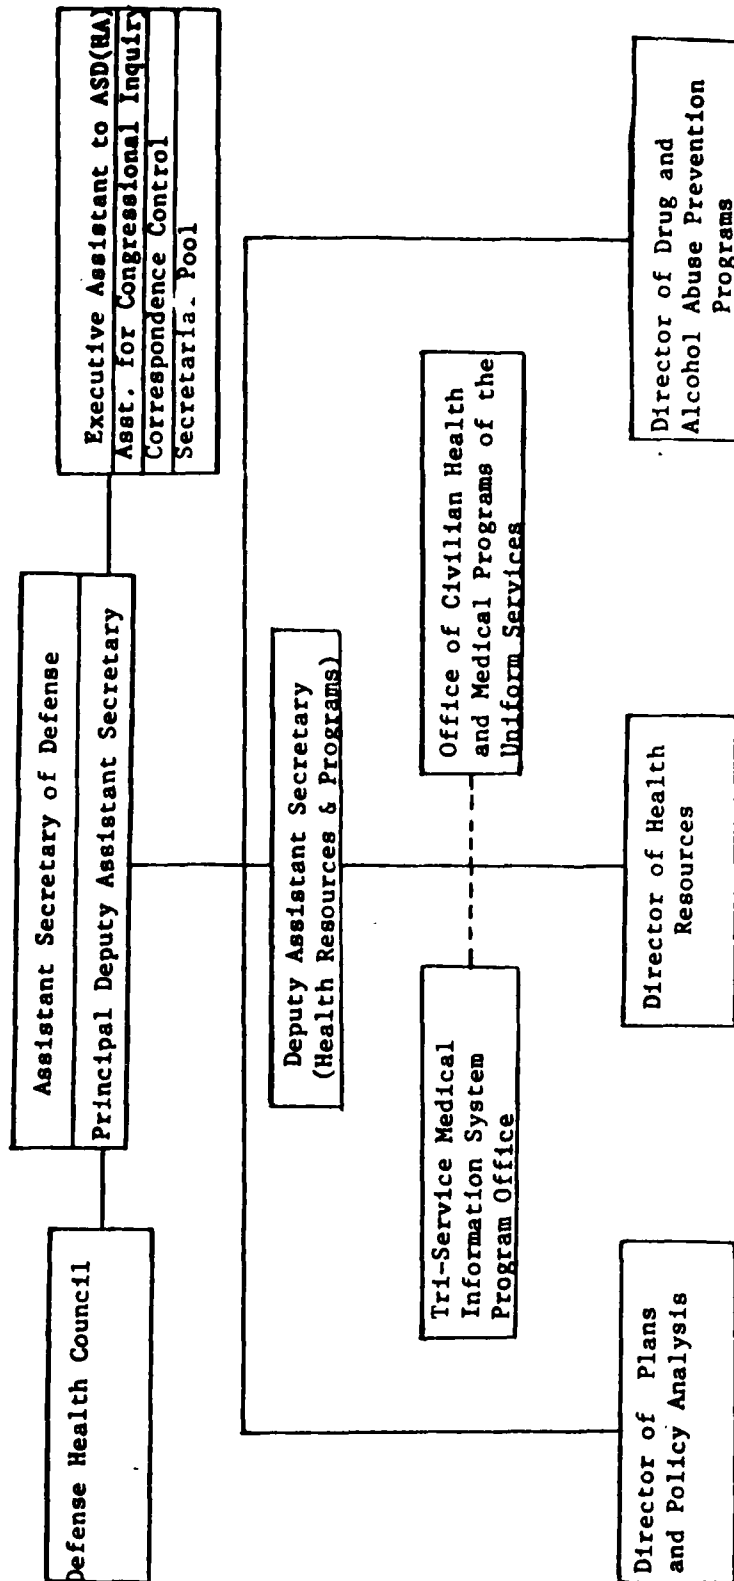 Defense Health Council
Assistant Secretary of Defense
Principal Deputy Assistant Secretary
Executive Assistant to ASD(HA)
Asst. for Congressional Inquiry
Correspondence Control
Secretarial Pool
Deputy Assistant Secretary
(Health Resources & Programs)
Tri-Service Medical
Information System
Program Office
Office of Civilian Health
and Medical Programs of the
Uniform Services
Director of Plans
and Policy Analysis
Director of Health
Resources
Director of Drug and
Alcohol Abuse Prevention
Programs